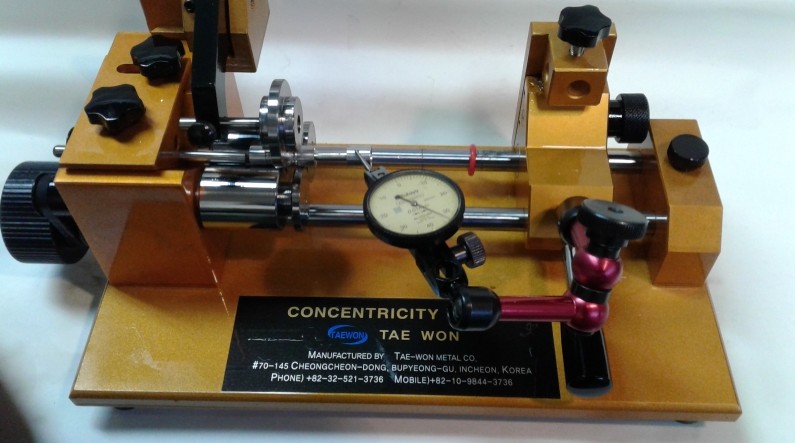 CONCENTRICITY
TAEWON TAE WON
MANUFACTURED BY TAE-WON METAL CO.
#70-145 CHEONGCHEON-DONG, BUPYEONG-GU, INCHEON, KOREA
PHONE) +82-32-521-3736 MOBILE)+82-10-9844-3736